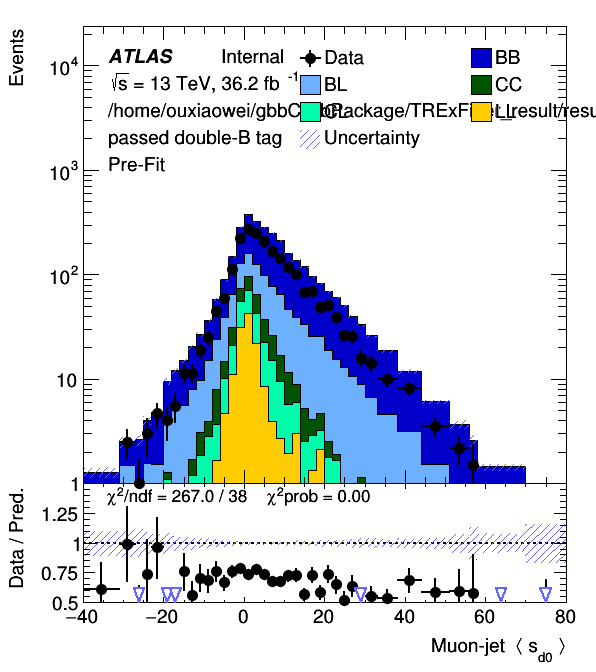 Events
10⁴
10³
10²
10
1
ATLAS Internal
√s = 13 TeV, 36.2 fb⁻¹
passed double-B tag
Pre-Fit
Data
BB
BL
CC
CL
LL
Uncertainty
χ²/ndf = 267.0 / 38 χ²prob = 0.00
Data / Pred.
1.25
1
0.75
0.5
−40 −20 0 20 40 60 80
Muon-jet ⟨ s_d0 ⟩